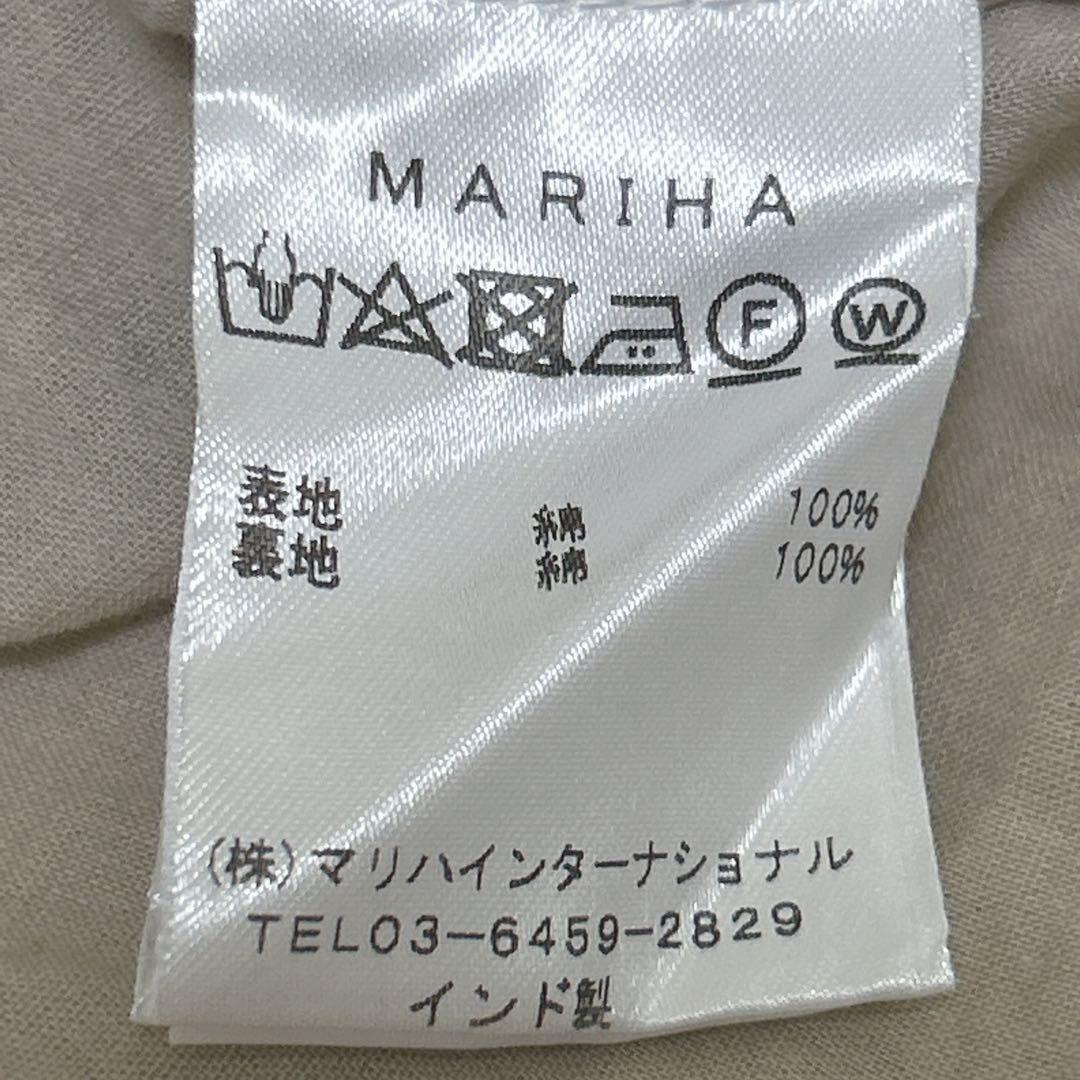 MARIHA
F W
表地 綿 100%
裏地 綿 100%
(株)マリハインターナショナル
TEL03-6459-2829
インド製